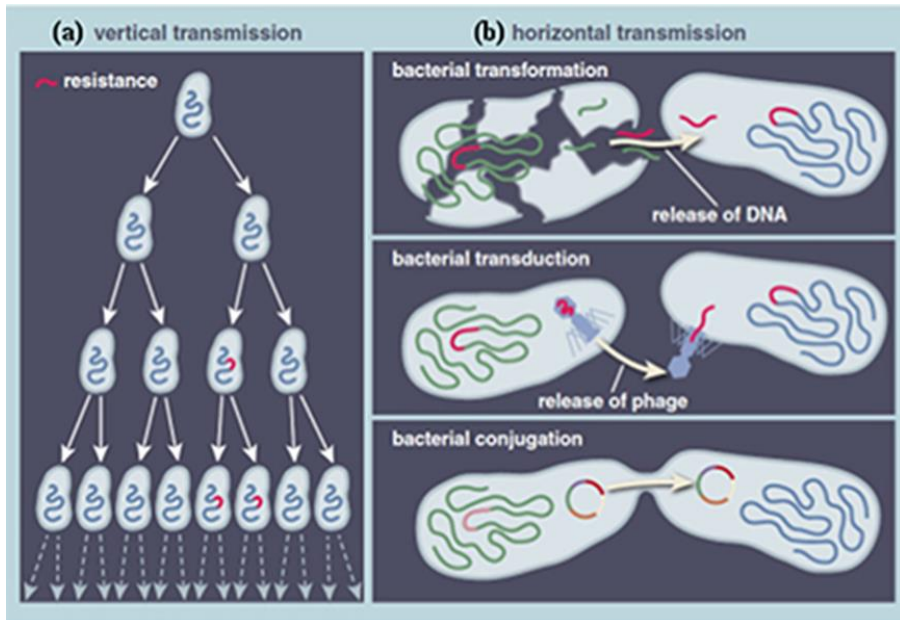 (a) vertical transmission
resistance
(b) horizontal transmission
bacterial transformation
release of DNA
bacterial transduction
release of phage
bacterial conjugation